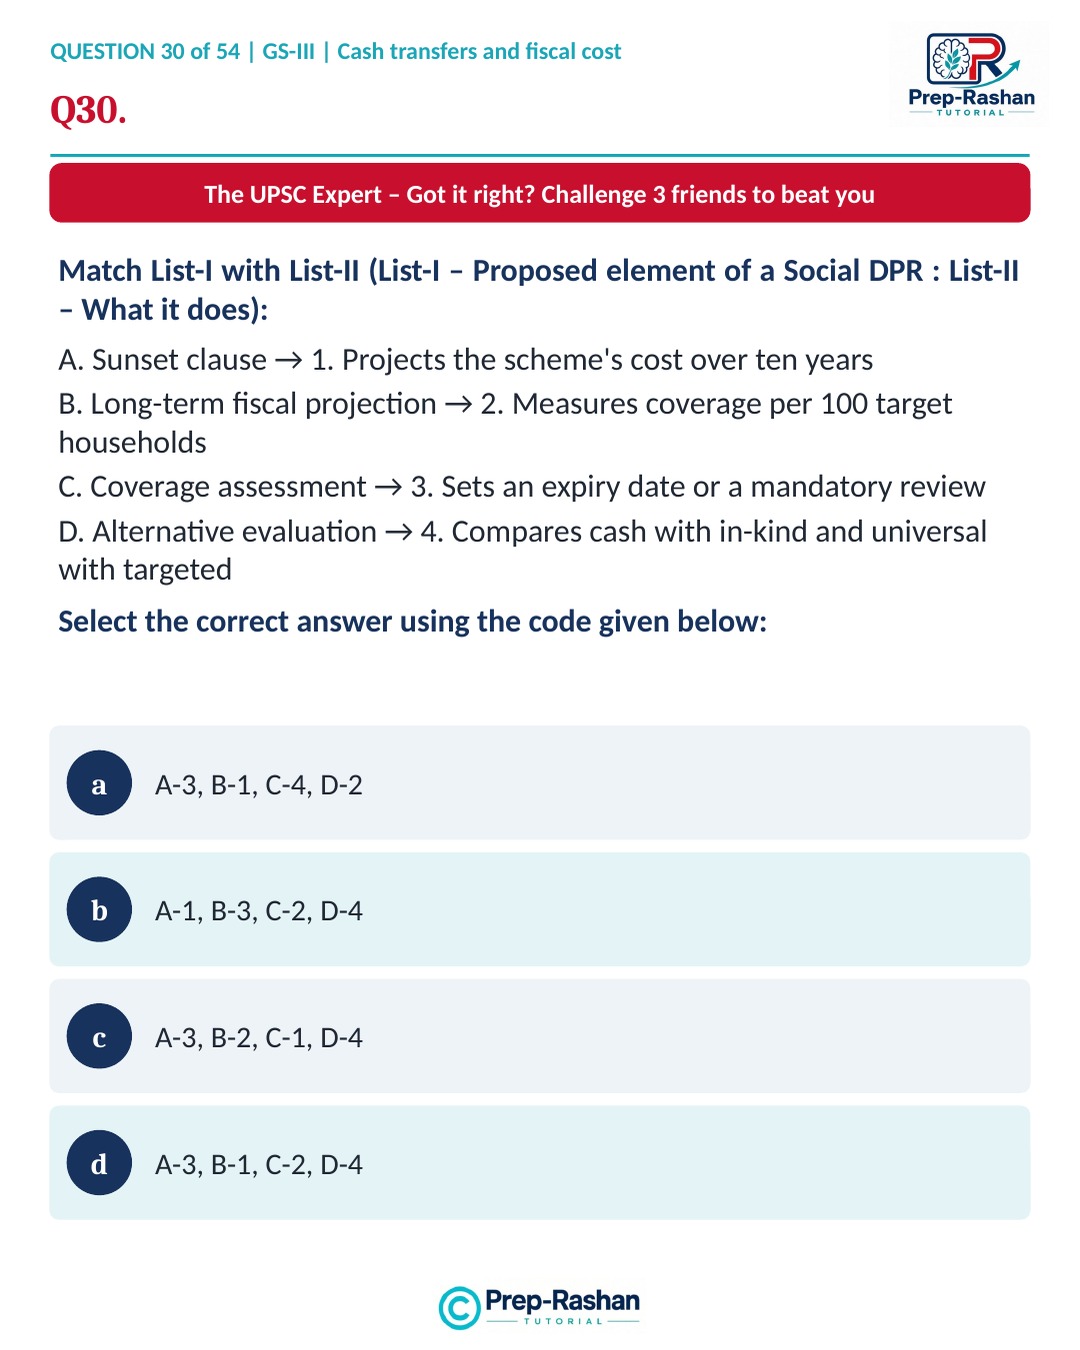 QUESTION 30 of 54 | GS-III | Cash transfers and fiscal cost
Q30.
Prep-Rashan
TUTORIAL
The UPSC Expert – Got it right? Challenge 3 friends to beat you
Match List-I with List-II (List-I – Proposed element of a Social DPR : List-II
– What it does):
A. Sunset clause → 1. Projects the scheme's cost over ten years
B. Long-term fiscal projection → 2. Measures coverage per 100 target
households
C. Coverage assessment → 3. Sets an expiry date or a mandatory review
D. Alternative evaluation → 4. Compares cash with in-kind and universal
with targeted
Select the correct answer using the code given below:
a A-3, B-1, C-4, D-2
b A-1, B-3, C-2, D-4
c A-3, B-2, C-1, D-4
d A-3, B-1, C-2, D-4
© Prep-Rashan
TUTORIAL